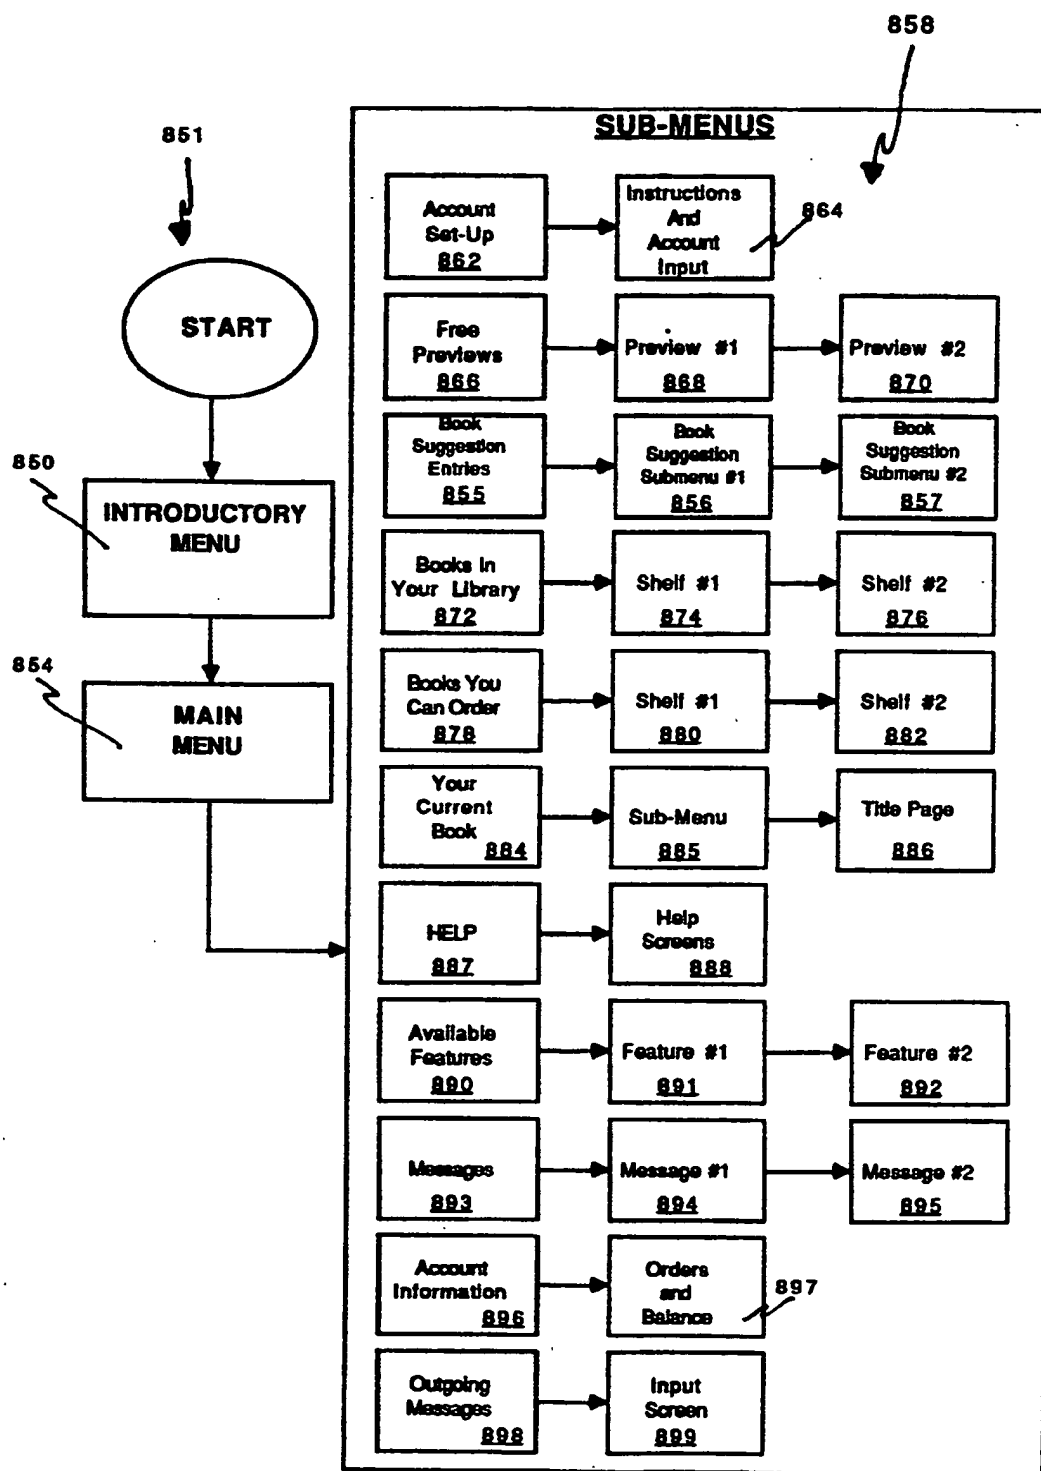 858
851
SUB-MENUS
START
850
INTRODUCTORY
MENU
854
MAIN
MENU
Account
Set-Up
862
Instructions
And
Account
Input
864
Free
Previews
866
Preview #1
868
Preview #2
870
Book
Suggestion
Entries
855
Book
Suggestion
Submenu #1
856
Book
Suggestion
Submenu #2
857
Books In
Your Library
872
Shelf #1
874
Shelf #2
876
Books You
Can Order
878
Shelf #1
880
Shelf #2
882
Your
Current
Book
884
Sub-Menu
885
Title Page
886
HELP
887
Help
Screens
888
Available
Features
890
Feature #1
891
Feature #2
892
Messages
893
Message #1
894
Message #2
895
Account
Information
896
Orders
and
Balance
897
Outgoing
Messages
898
Input
Screen
899